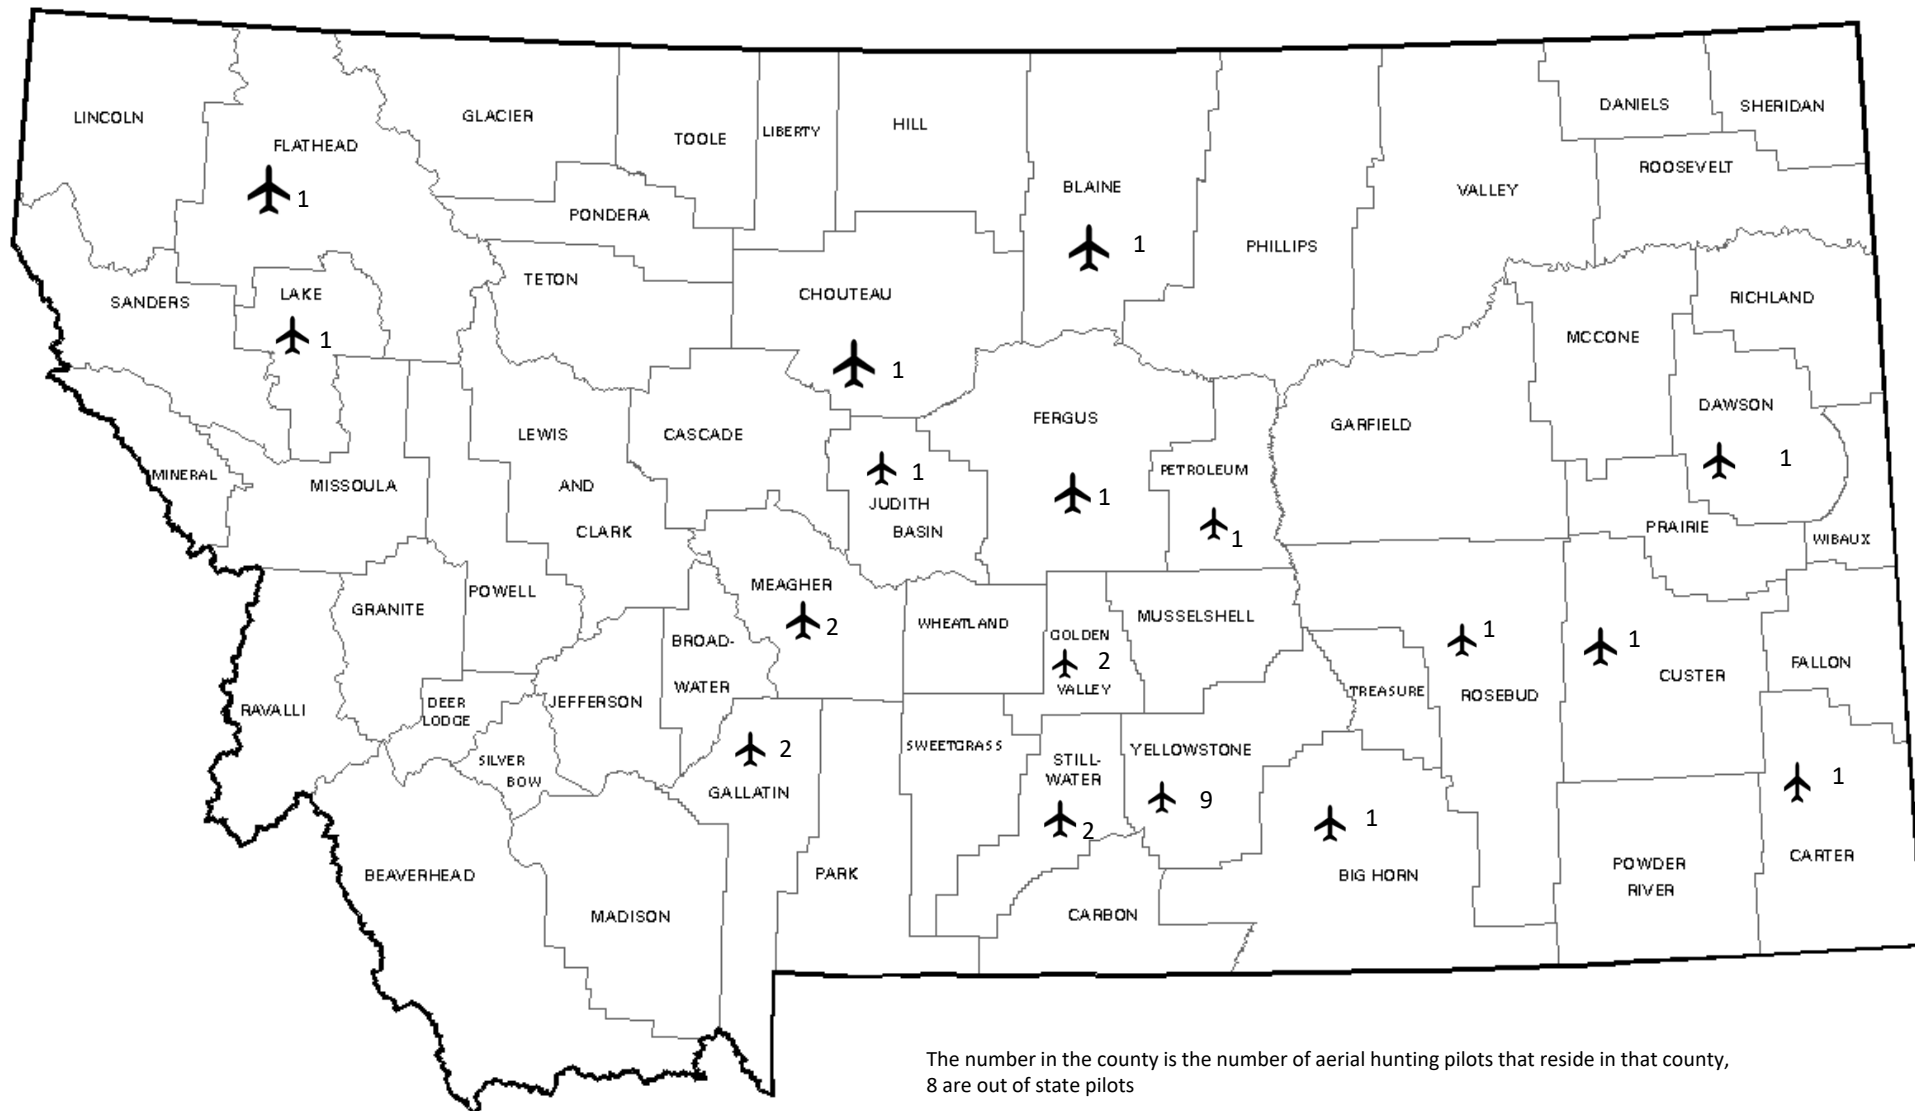 LINCOLN
FLATHEAD
1
GLACIER
TOOLE
LIBERTY
HILL
BLAINE
1
PHILLIPS
VALLEY
DANIELS
SHERIDAN
ROOSEVELT
PONDERA
TETON
CHOUTEAU
1
SANDERS
LAKE
1
RICHLAND
MCCONE
DAWSON
1
GARFIELD
FERGUS
1
PETROLEUM
1
JUDITH
BASIN
1
CASCADE
LEWIS
AND
CLARK
MISSOULA
MINERAL
PRAIRIE
WIBAUX
POWELL
GRANITE
MEAGHER
2
BROAD-
WATER
WHEATLAND
GOLDEN
2
VALLEY
MUSSELSHELL
1
ROSEBUD
TREASURE
1
CUSTER
FALLON
RAVALLI
DEER
LODGE
JEFFERSON
SILVER
BOW
2
GALLATIN
SWEETGRASS
STILL-
WATER
2
YELLOWSTONE
9
1
BIG HORN
1
CARTER
POWDER
RIVER
BEAVERHEAD
MADISON
PARK
CARBON
The number in the county is the number of aerial hunting pilots that reside in that county,
8 are out of state pilots